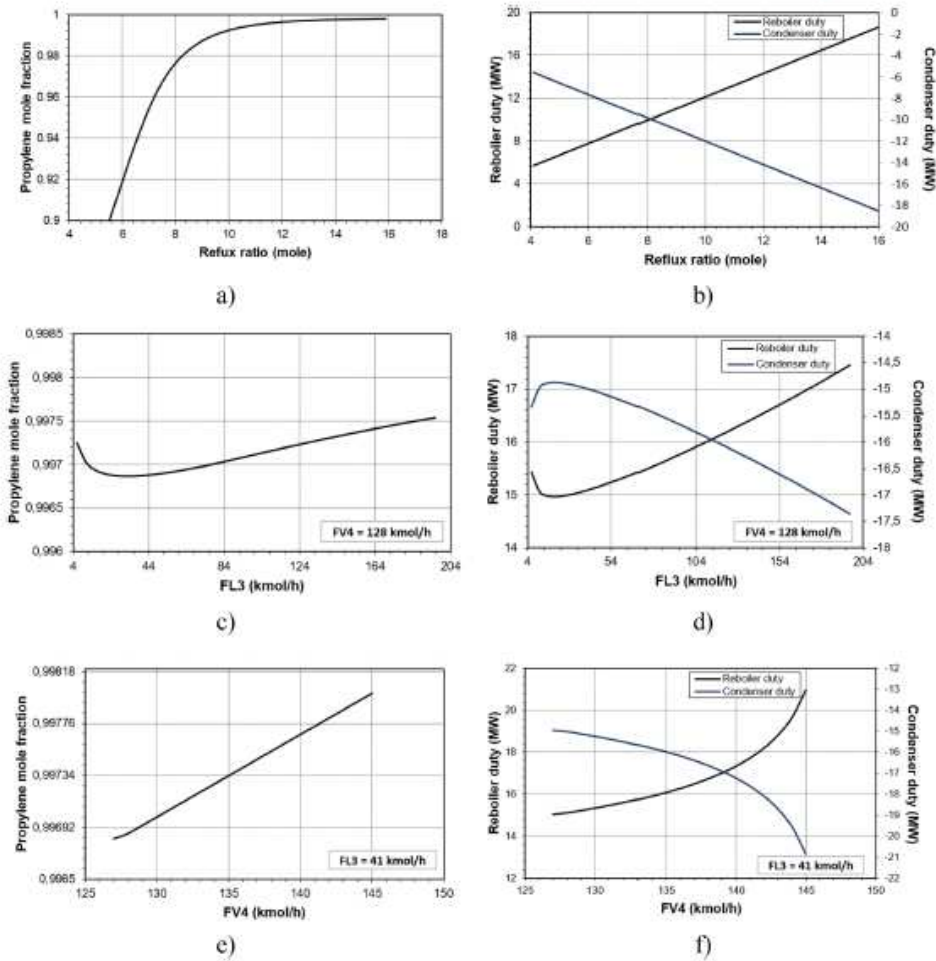 Propylene mole fraction
1
0.98
0.96
0.94
0.92
0.9
4 6 8 10 12 14 16 18
Refux ratio (mole)
a)
Reboiler duty (MW)
20
16
12
8
4
0
Reboiler duty
Condenser duty
0
-2
-4
-6
-8
-10
-12
-14
-16
-18
-20
Condenser duty (MW)
4 6 8 10 12 14 16
Reflux ratio (mole)
b)
Propylene mole fraction
0,9985
0,998
0,9975
0,997
0,9965
0,996
FV4 = 128 kmol/h
4 44 84 124 164 204
FL3 (kmol/h)
c)
Reboiler duty (MW)
18
17
16
15
14
Reboiler duty
Condenser duty
FV4 = 128 kmol/h
-14
-14,5
-15
-15,5
-16
-16,5
-17
-17,5
-18
Condenser duty (MW)
4 54 104 154 204
FL3 (kmol/h)
d)
Propylene mole fraction
0,99818
0,99776
0,99734
0,99692
0,9965
FL3 = 41 kmol/h
125 130 135 140 145 150
FV4 (kmol/h)
e)
Reboiler duty (MW)
22
20
18
16
14
12
Reboiler duty
Condenser duty
FL3 = 41 kmol/h
-12
-13
-14
-15
-16
-17
-18
-19
-20
-21
-22
Condenser duty (MW)
125 130 135 140 145 150
FV4 (kmol/h)
f)